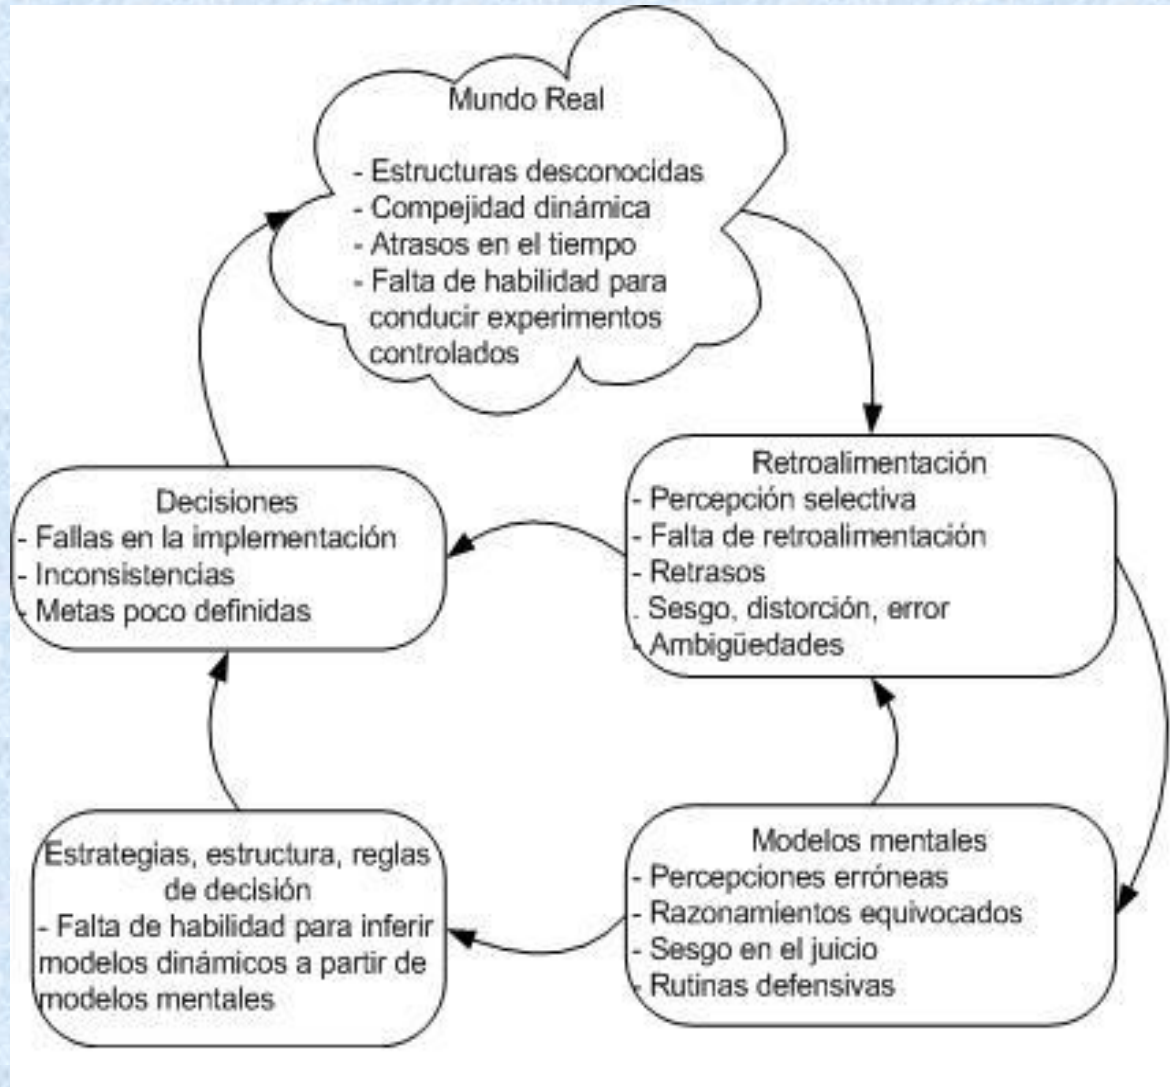 Mundo Real
- Estructuras desconocidas
- Compejidad dinámica
- Atrasos en el tiempo
- Falta de habilidad para
conducir experimentos
controlados
Retroalimentación
- Percepción selectiva
- Falta de retroalimentación
- Retrasos
. Sesgo, distorción, error
- Ambigüedades
Decisiones
- Fallas en la implementación
- Inconsistencias
- Metas poco definidas
Modelos mentales
- Percepciones erróneas
- Razonamientos equivocados
- Sesgo en el juicio
- Rutinas defensivas
Estrategias, estructura, reglas
de decisión
- Falta de habilidad para inferir
modelos dinámicos a partir de
modelos mentales